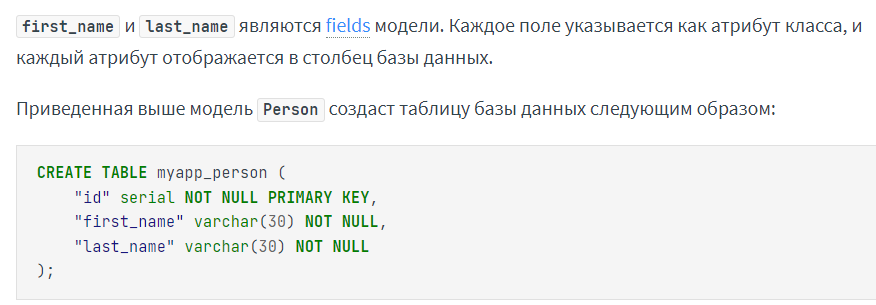 first_name и last_name являются fields модели. Каждое поле указывается как атрибут класса, и
каждый атрибут отображается в столбец базы данных.
Приведенная выше модель Person создаст таблицу базы данных следующим образом:
CREATE TABLE myapp_person (
    "id" serial NOT NULL PRIMARY KEY,
    "first_name" varchar(30) NOT NULL,
    "last_name" varchar(30) NOT NULL
);